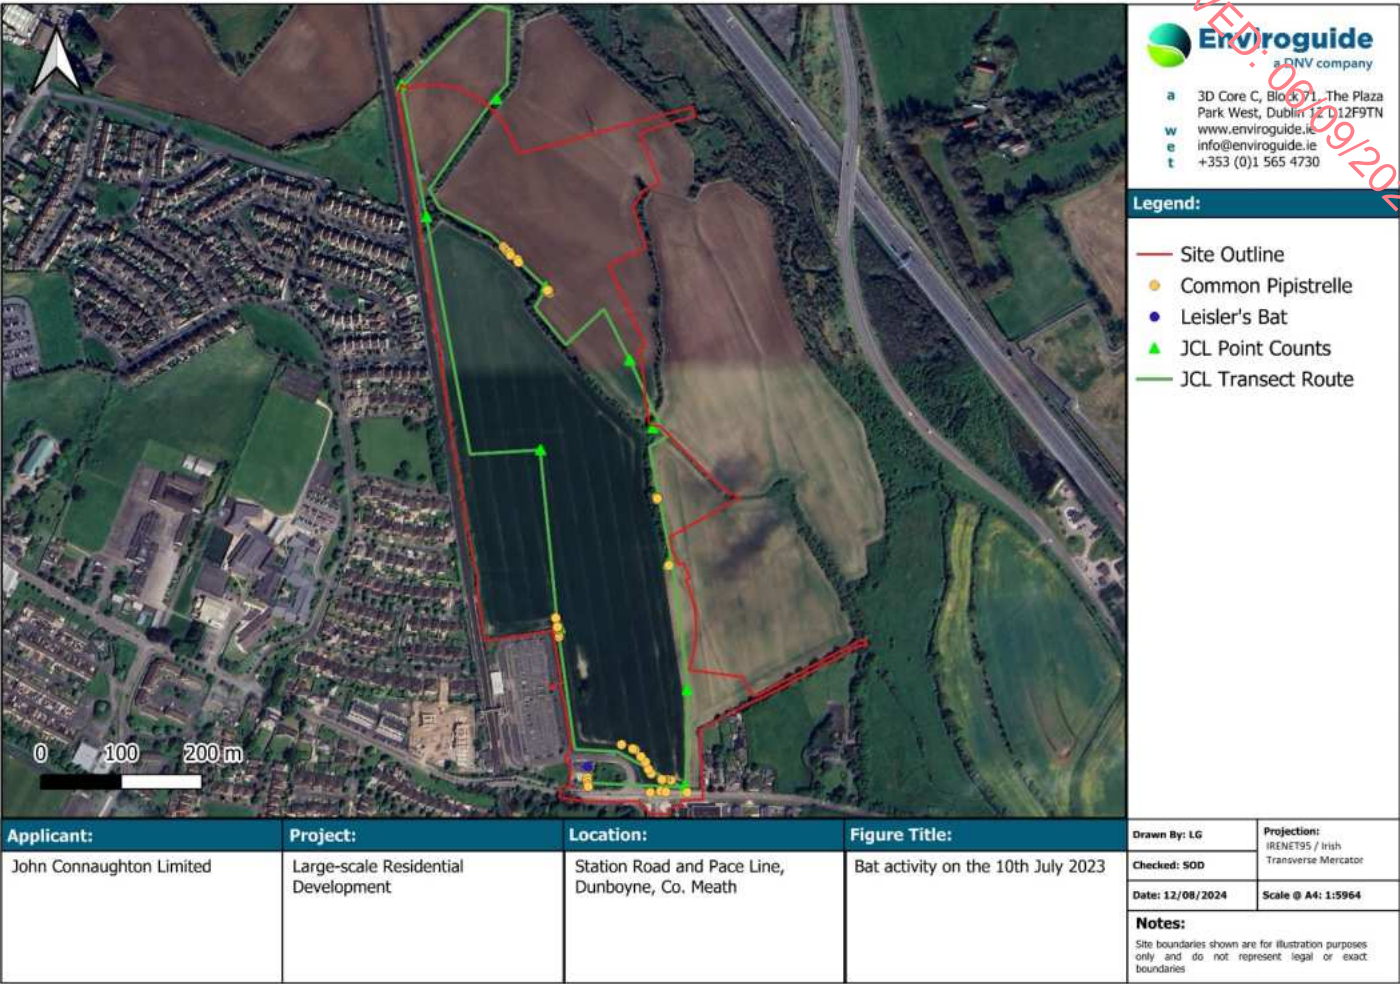 0 100 200 m
Enviroguide
a DNV company
a 3D Core C, Block 71, The Plaza
Park West, Dublin 12 D12F9TN
w www.enviroguide.ie
e info@enviroguide.ie
t +353 (0)1 565 4730
Legend:
Site Outline
Common Pipistrelle
Leisler's Bat
JCL Point Counts
JCL Transect Route
Applicant:
John Connaughton Limited
Project:
Large-scale Residential
Development
Location:
Station Road and Pace Line,
Dunboyne, Co. Meath
Figure Title:
Bat activity on the 10th July 2023
Drawn By: LG
Checked: SOD
Date: 12/08/2024
Projection:
IRENET95 / Irish
Transverse Mercator
Scale @ A4: 1:5964
Notes:
Site boundaries shown are for illustration purposes
only and do not represent legal or exact
boundaries